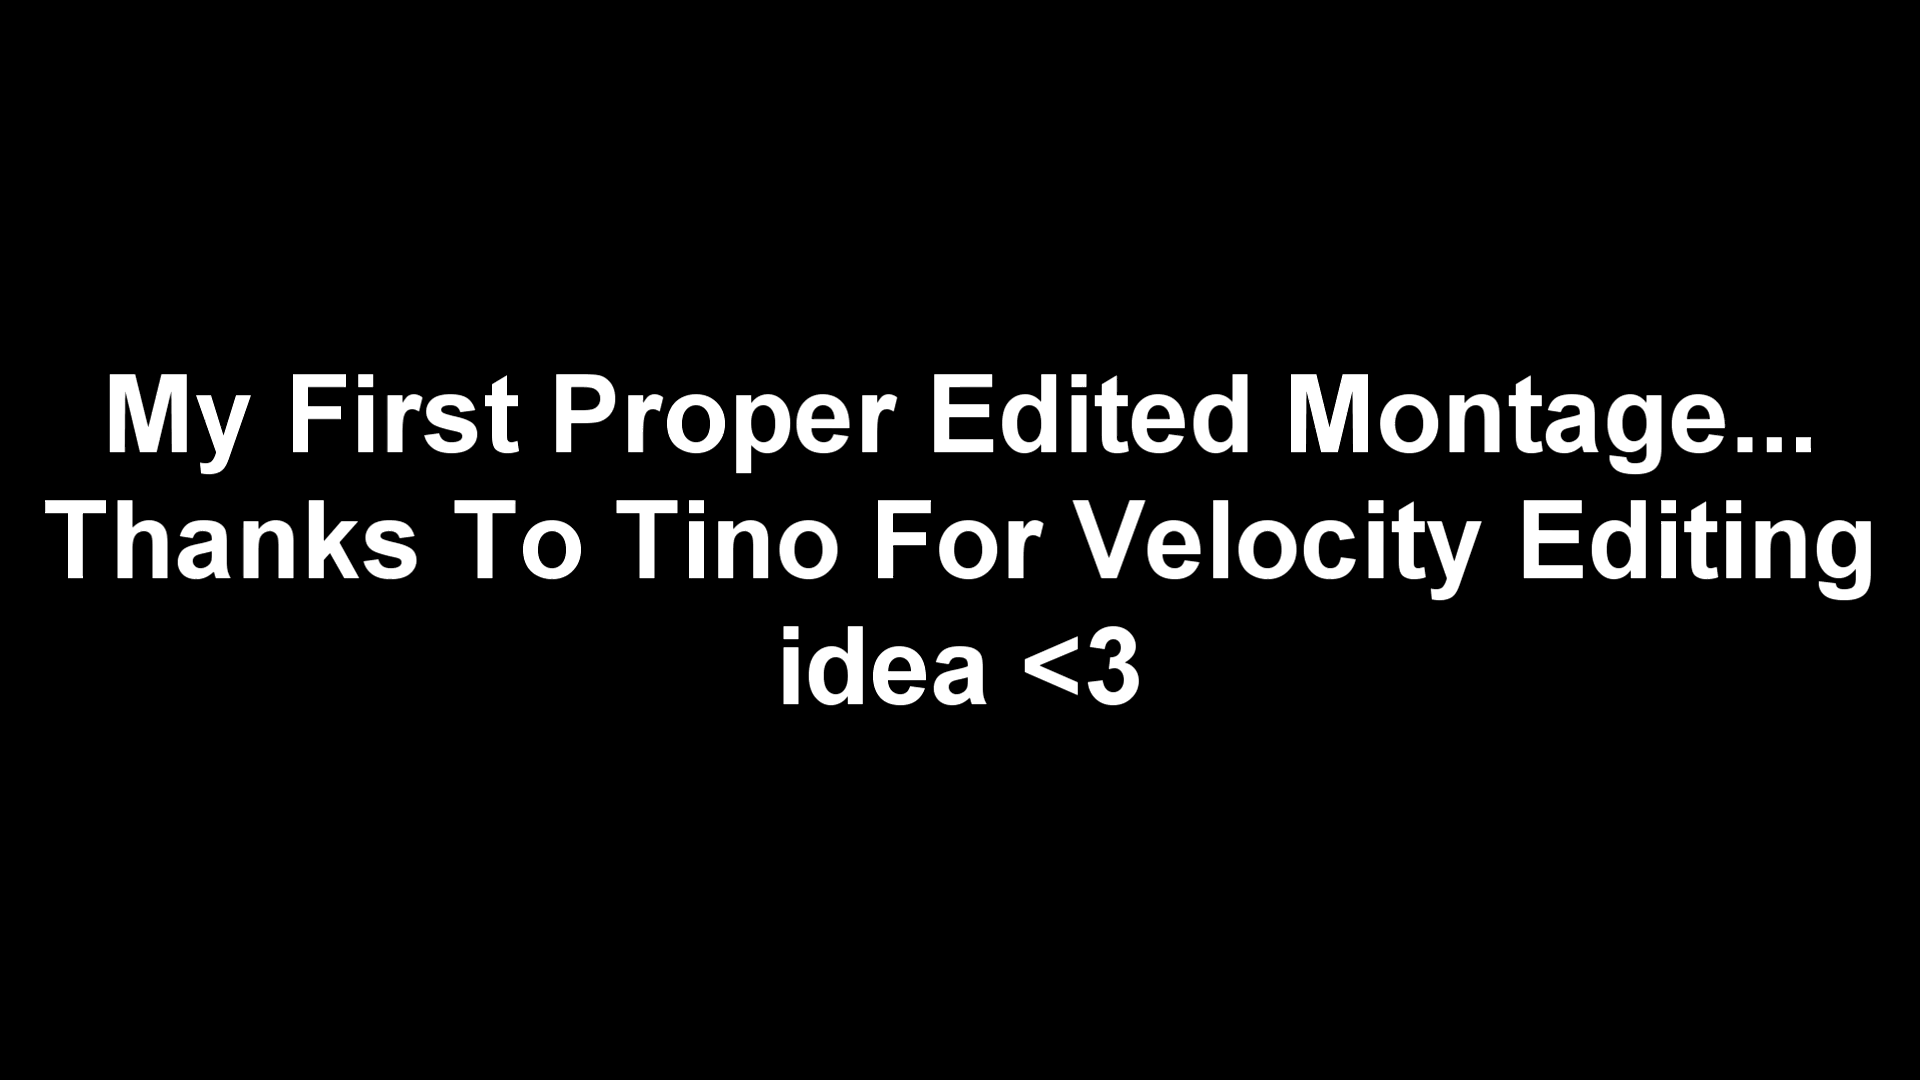 My First Proper Edited Montage...
Thanks To Tino For Velocity Editing
idea <3